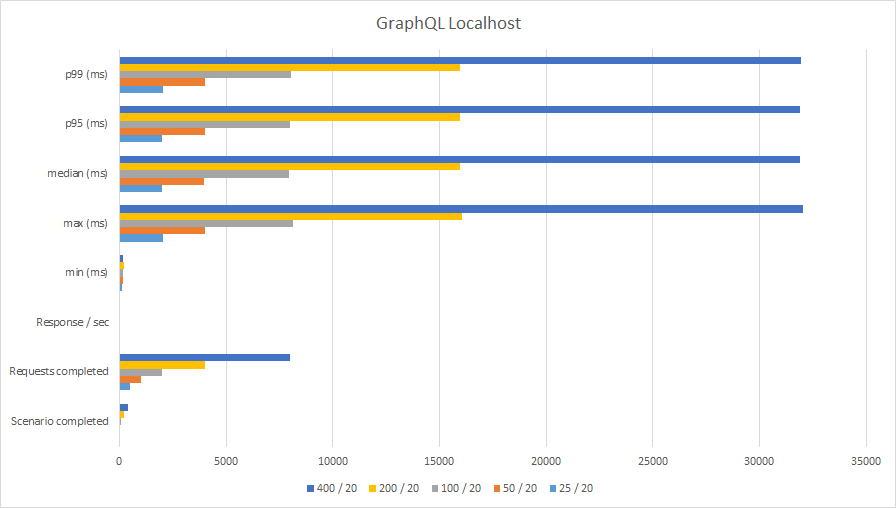 GraphQL Localhost
p99 (ms)
p95 (ms)
median (ms)
max (ms)
min (ms)
Response / sec
Requests completed
Scenario completed
0 5000 10000 15000 20000 25000 30000 35000
400 / 20 200 / 20 100 / 20 50 / 20 25 / 20